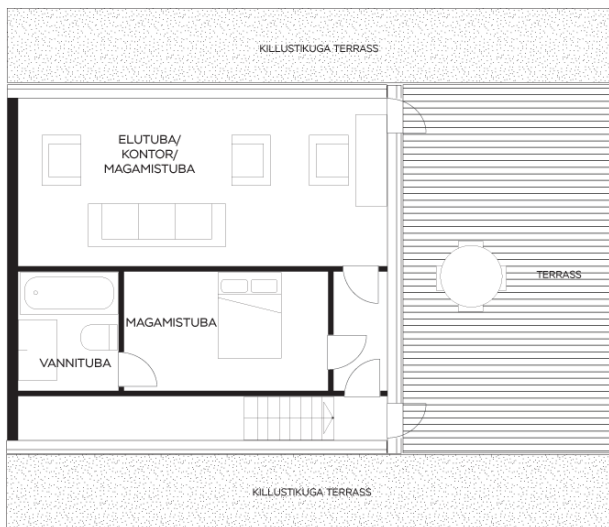 KILLUSTIKUGA TERRASS
ELUTUBA/
KONTOR/
MAGAMISTUBA
TERRASS
MAGAMISTUBA
VANNITUBA
KILLUSTIKUGA TERRASS